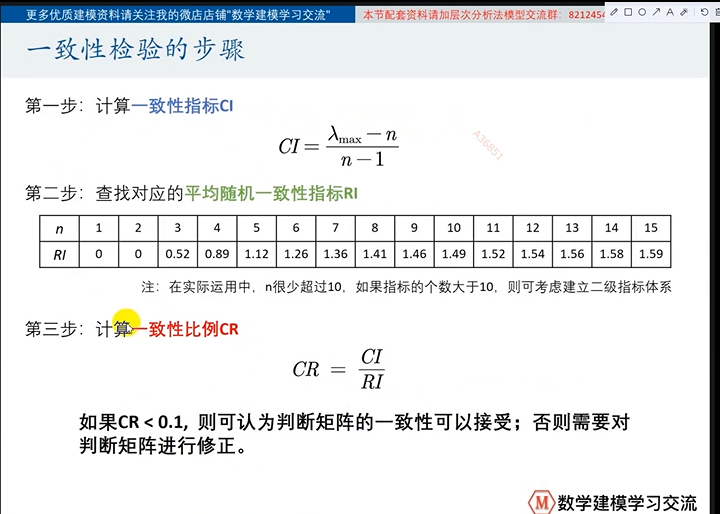 更多优质建模资料请关注我的微店店铺"数学建模学习交流"
本节配套资料请加层次分析法模型交流群：8212454
一致性检验的步骤
第一步：计算一致性指标CI
CI = (λmax − n) / (n − 1)
A36851
第二步：查找对应的平均随机一致性指标RI
n 1 2 3 4 5 6 7 8 9 10 11 12 13 14 15
RI 0 0 0.52 0.89 1.12 1.26 1.36 1.41 1.46 1.49 1.52 1.54 1.56 1.58 1.59
注：在实际运用中，n很少超过10，如果指标的个数大于10，则可考虑建立二级指标体系
第三步：计算一致性比例CR
CR = CI / RI
如果CR < 0.1, 则可认为判断矩阵的一致性可以接受；否则需要对
判断矩阵进行修正。
M 数学建模学习交流